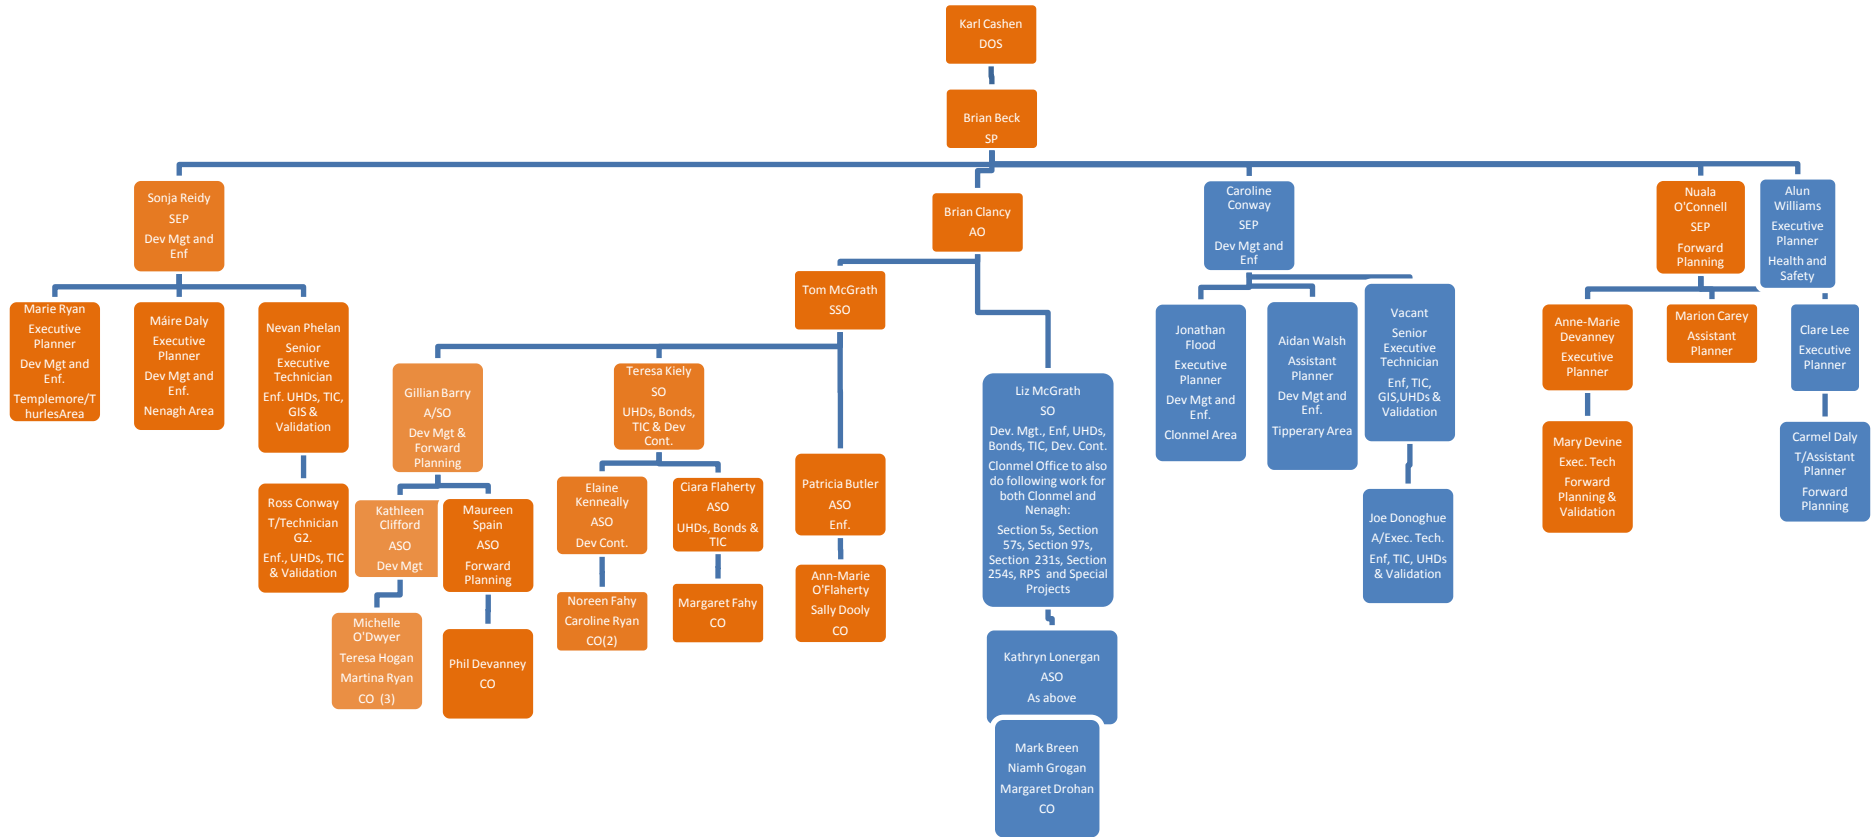 Karl Cashen
DOS
Brian Beck
SP
Sonja Reidy
SEP
Dev Mgt and
Enf
Brian Clancy
AO
Caroline
Conway
SEP
Dev Mgt and
Enf
Nuala
O'Connell
SEP
Forward
Planning
Alun
Williams
Executive
Planner
Health and
Safety
Marie Ryan
Executive
Planner
Dev Mgt and
Enf.
Templemore/T
hurlesArea
Máire Daly
Executive
Planner
Dev Mgt and
Enf.
Nenagh Area
Nevan Phelan
Senior
Executive
Technician
Enf. UHDs, TIC,
GIS &
Validation
Ross Conway
T/Technician
G2.
Enf., UHDs, TIC
& Validation
Tom McGrath
SSO
Gillian Barry
A/SO
Dev Mgt &
Forward
Planning
Teresa Kiely
SO
UHDs, Bonds,
TIC & Dev
Cont.
Kathleen
Clifford
ASO
Dev Mgt
Maureen
Spain
ASO
Forward
Planning
Elaine
Kenneally
ASO
Dev Cont.
Ciara Flaherty
ASO
UHDs, Bonds &
TIC
Patricia Butler
ASO
Enf.
Michelle
O'Dwyer
Teresa Hogan
Martina Ryan
CO (3)
Phil Devanney
CO
Noreen Fahy
Caroline Ryan
CO(2)
Margaret Fahy
CO
Ann-Marie
O'Flaherty
Sally Dooly
CO
Liz McGrath
SO
Dev. Mgt., Enf, UHDs,
Bonds, TIC, Dev. Cont.
Clonmel Office to also
do following work for
both Clonmel and
Nenagh:
Section 5s, Section
57s, Section 97s,
Section 231s, Section
254s, RPS and Special
Projects
Kathryn Lonergan
ASO
As above
Mark Breen
Niamh Grogan
Margaret Drohan
CO
Jonathan
Flood
Executive
Planner
Dev Mgt and
Enf.
Clonmel Area
Aidan Walsh
Assistant
Planner
Dev Mgt and
Enf.
Tipperary Area
Vacant
Senior
Executive
Technician
Enf, TIC,
GIS,UHDs &
Validation
Joe Donoghue
A/Exec. Tech.
Enf, TIC, UHDs
& Validation
Anne-Marie
Devanney
Executive
Planner
Marion Carey
Assistant
Planner
Mary Devine
Exec. Tech
Forward
Planning &
Validation
Clare Lee
Executive
Planner
Carmel Daly
T/Assistant
Planner
Forward
Planning